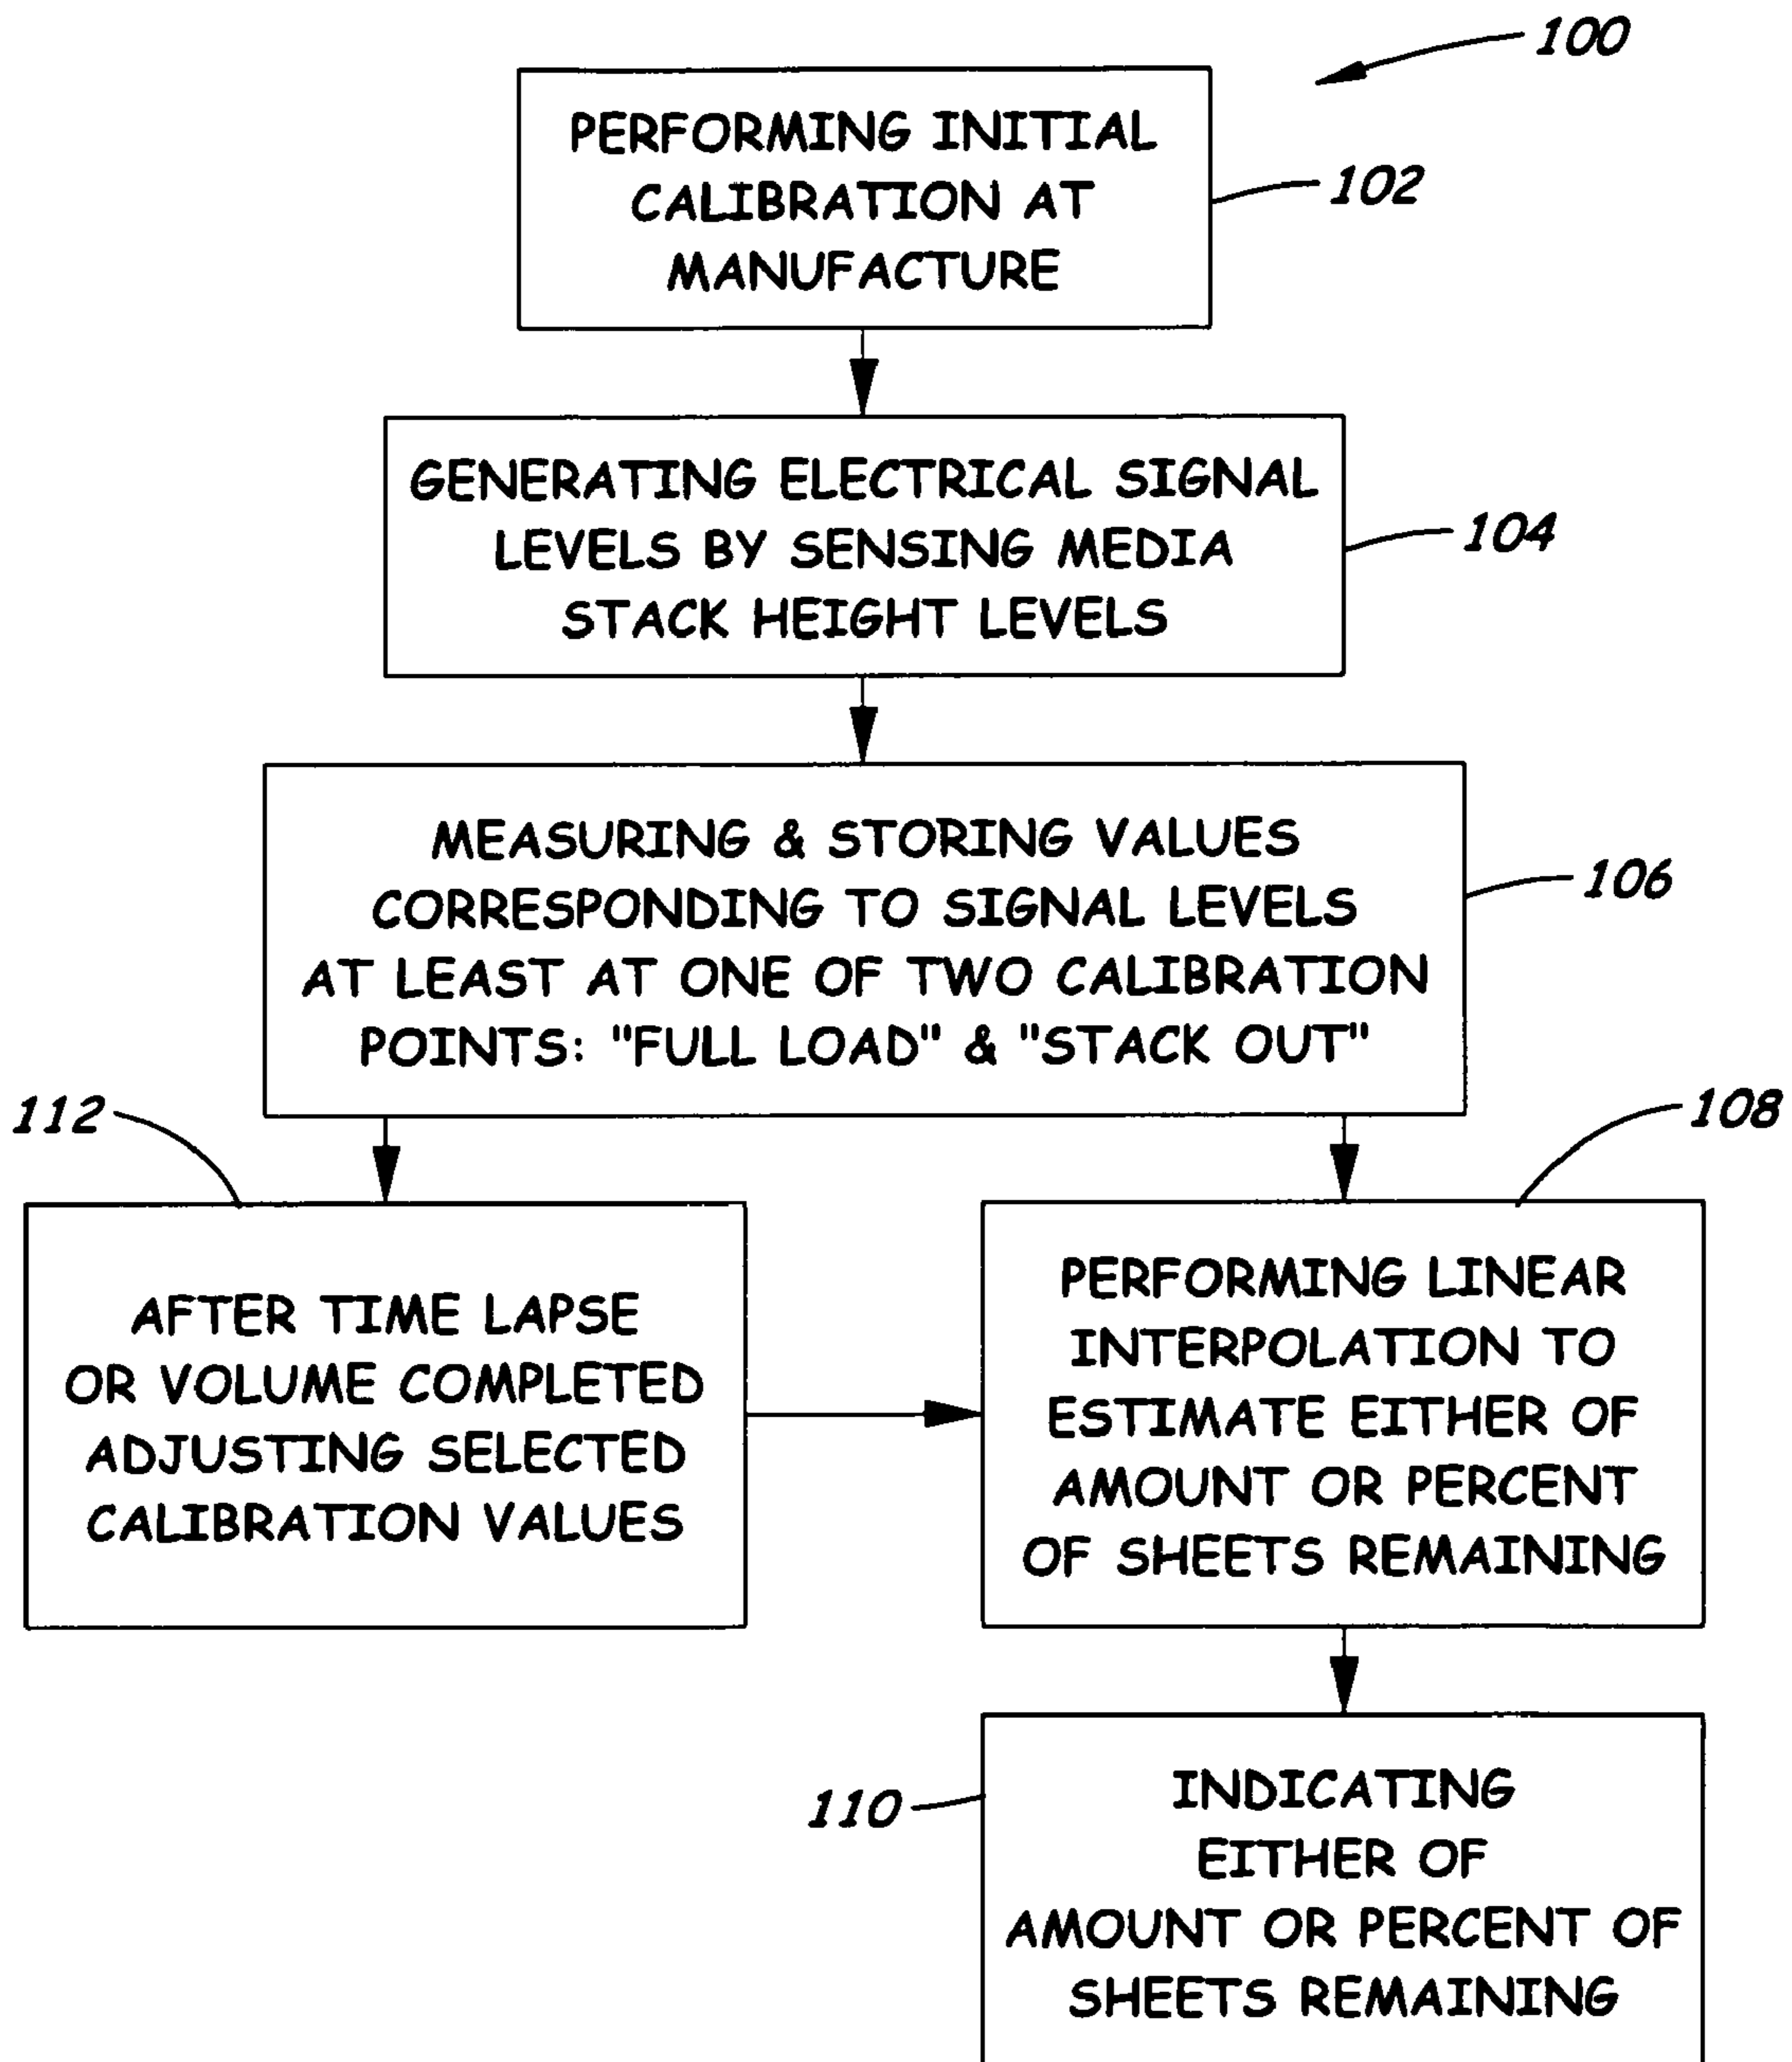 100
PERFORMING INITIAL
CALIBRATION AT
MANUFACTURE
102
GENERATING ELECTRICAL SIGNAL
LEVELS BY SENSING MEDIA
STACK HEIGHT LEVELS
104
MEASURING & STORING VALUES
CORRESPONDING TO SIGNAL LEVELS
AT LEAST AT ONE OF TWO CALIBRATION
POINTS: "FULL LOAD" & "STACK OUT"
106
112
AFTER TIME LAPSE
OR VOLUME COMPLETED
ADJUSTING SELECTED
CALIBRATION VALUES
108
PERFORMING LINEAR
INTERPOLATION TO
ESTIMATE EITHER OF
AMOUNT OR PERCENT
OF SHEETS REMAINING
110
INDICATING
EITHER OF
AMOUNT OR PERCENT OF
SHEETS REMAINING